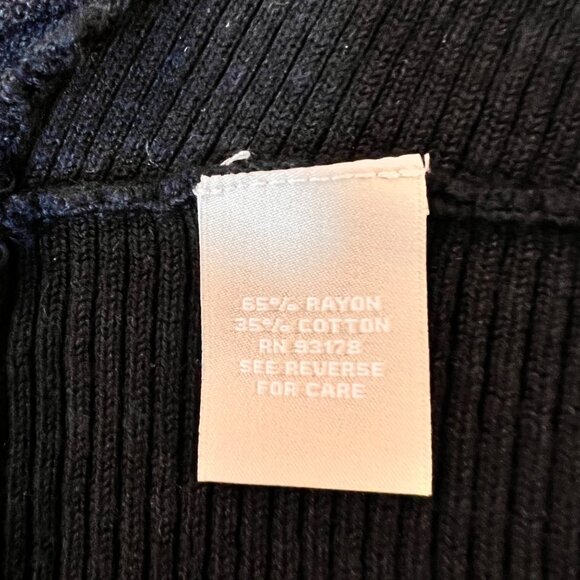 65% RAYON
35% COTTON
RN 93178
SEE REVERSE
FOR CARE